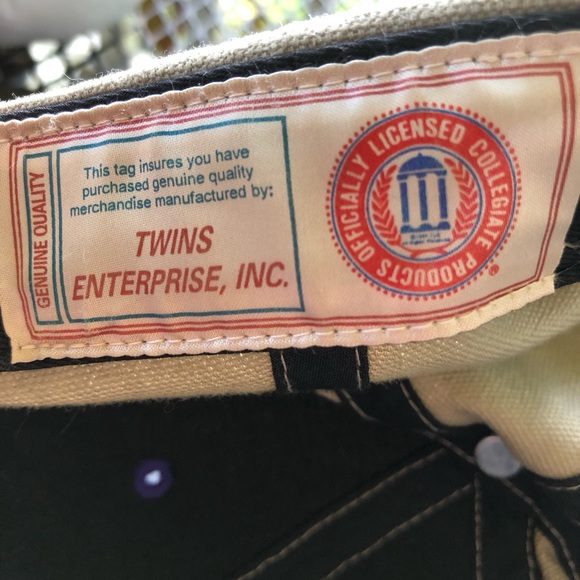 GENUINE QUALITY
This tag insures you have
purchased genuine quality
merchandise manufactured by:
TWINS
ENTERPRISE, INC.
OFFICIALLY LICENSED COLLEGIATE PRODUCTS ®